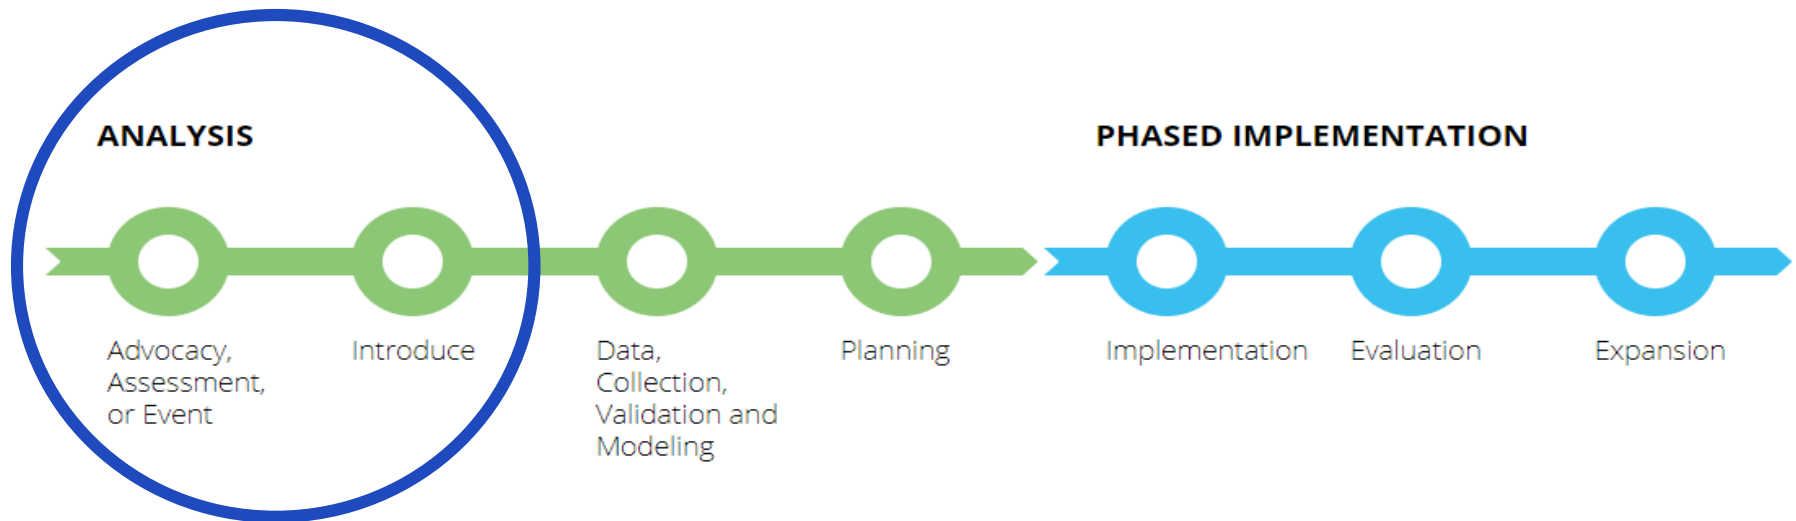 ANALYSIS
PHASED IMPLEMENTATION
Advocacy,
Assessment,
or Event
Introduce
Data,
Collection,
Validation and
Modeling
Planning
Implementation
Evaluation
Expansion